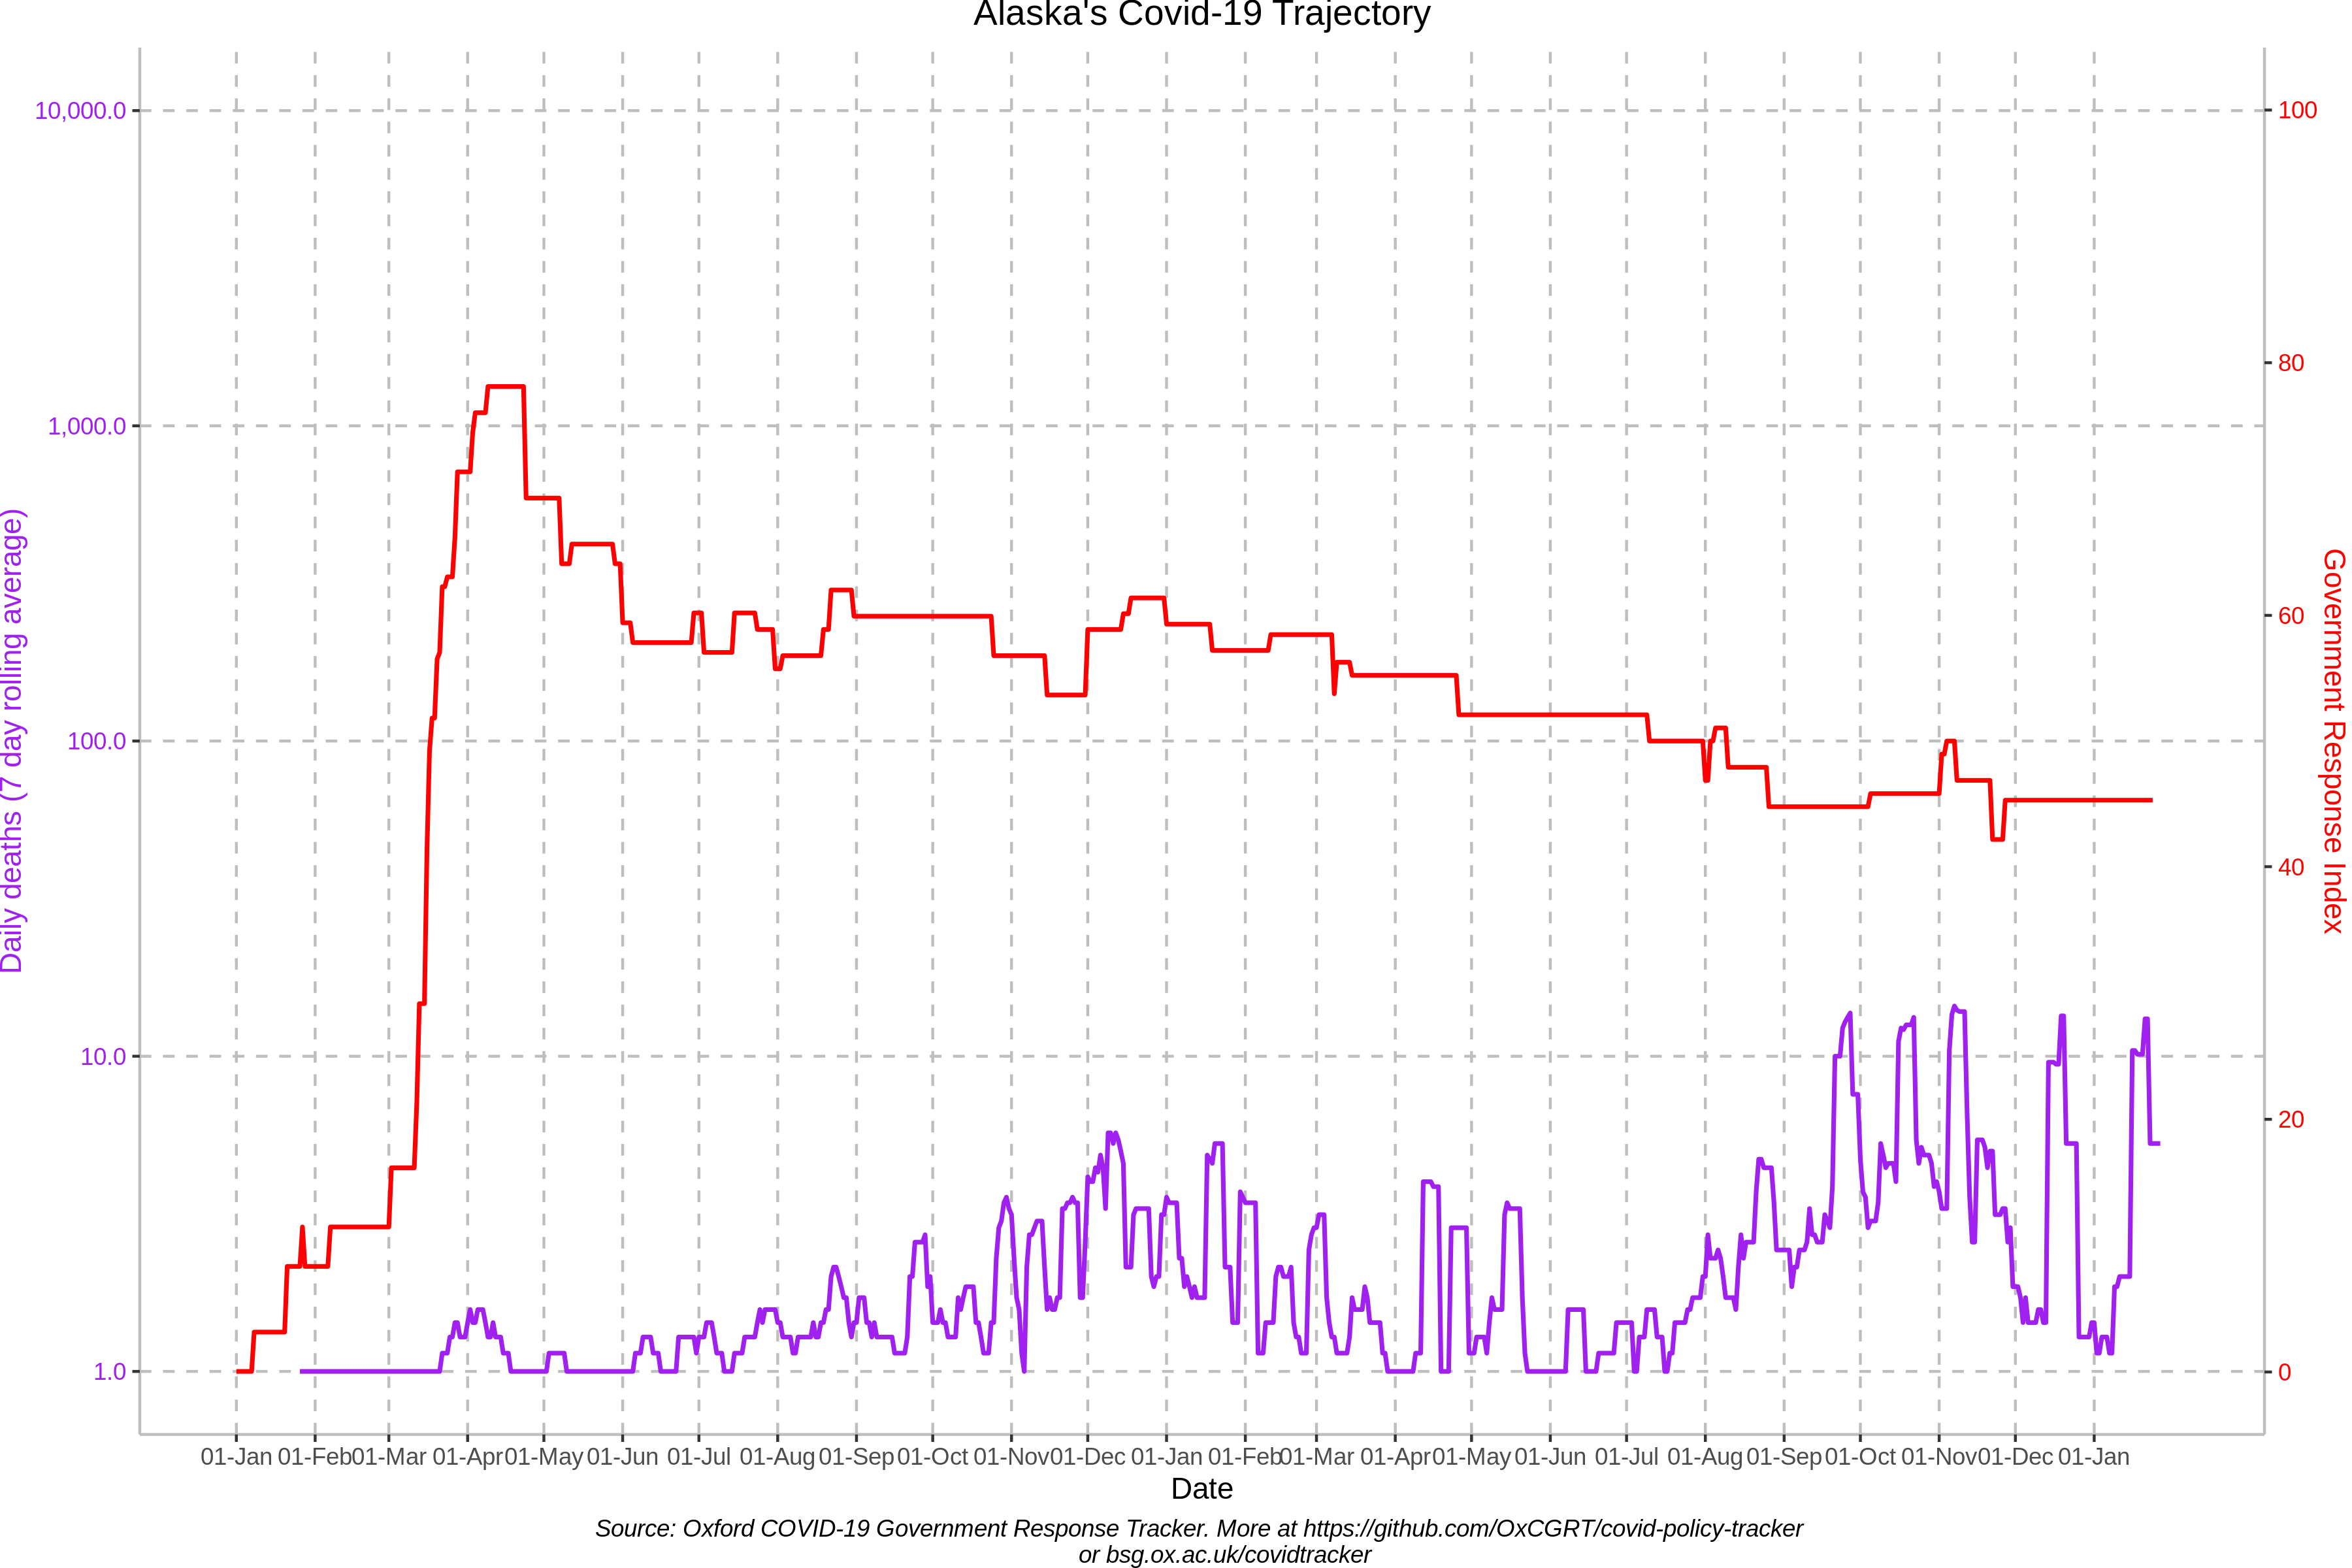 Alaska's Covid-19 Trajectory
10,000.0
1,000.0
100.0
10.0
1.0
Daily deaths (7 day rolling average)
100
80
60
40
20
0
Government Response Index
01-Jan 01-Feb 01-Mar 01-Apr 01-May 01-Jun 01-Jul 01-Aug 01-Sep 01-Oct 01-Nov 01-Dec 01-Jan 01-Feb 01-Mar 01-Apr 01-May 01-Jun 01-Jul 01-Aug 01-Sep 01-Oct 01-Nov 01-Dec 01-Jan
Date
Source: Oxford COVID-19 Government Response Tracker. More at https://github.com/OxCGRT/covid-policy-tracker
or bsg.ox.ac.uk/covidtracker